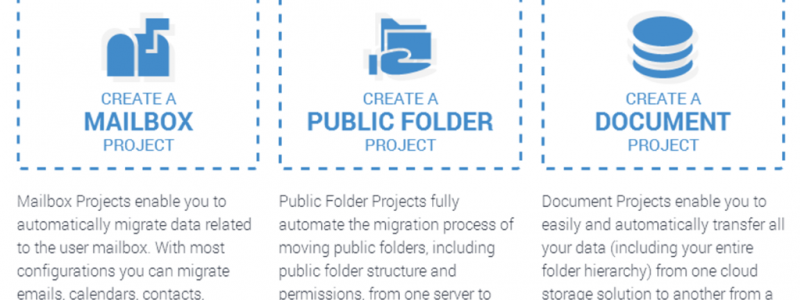 CREATE A
MAILBOX
PROJECT
CREATE A
PUBLIC FOLDER
PROJECT
CREATE A
DOCUMENT
PROJECT
Mailbox Projects enable you to
automatically migrate data related
to the user mailbox. With most
configurations you can migrate
emails, calendars, contacts,
Public Folder Projects fully
automate the migration process of
moving public folders, including
public folder structure and
permissions, from one server to
Document Projects enable you to
easily and automatically transfer all
your data (including your entire
folder hierarchy) from one cloud
storage solution to another from a